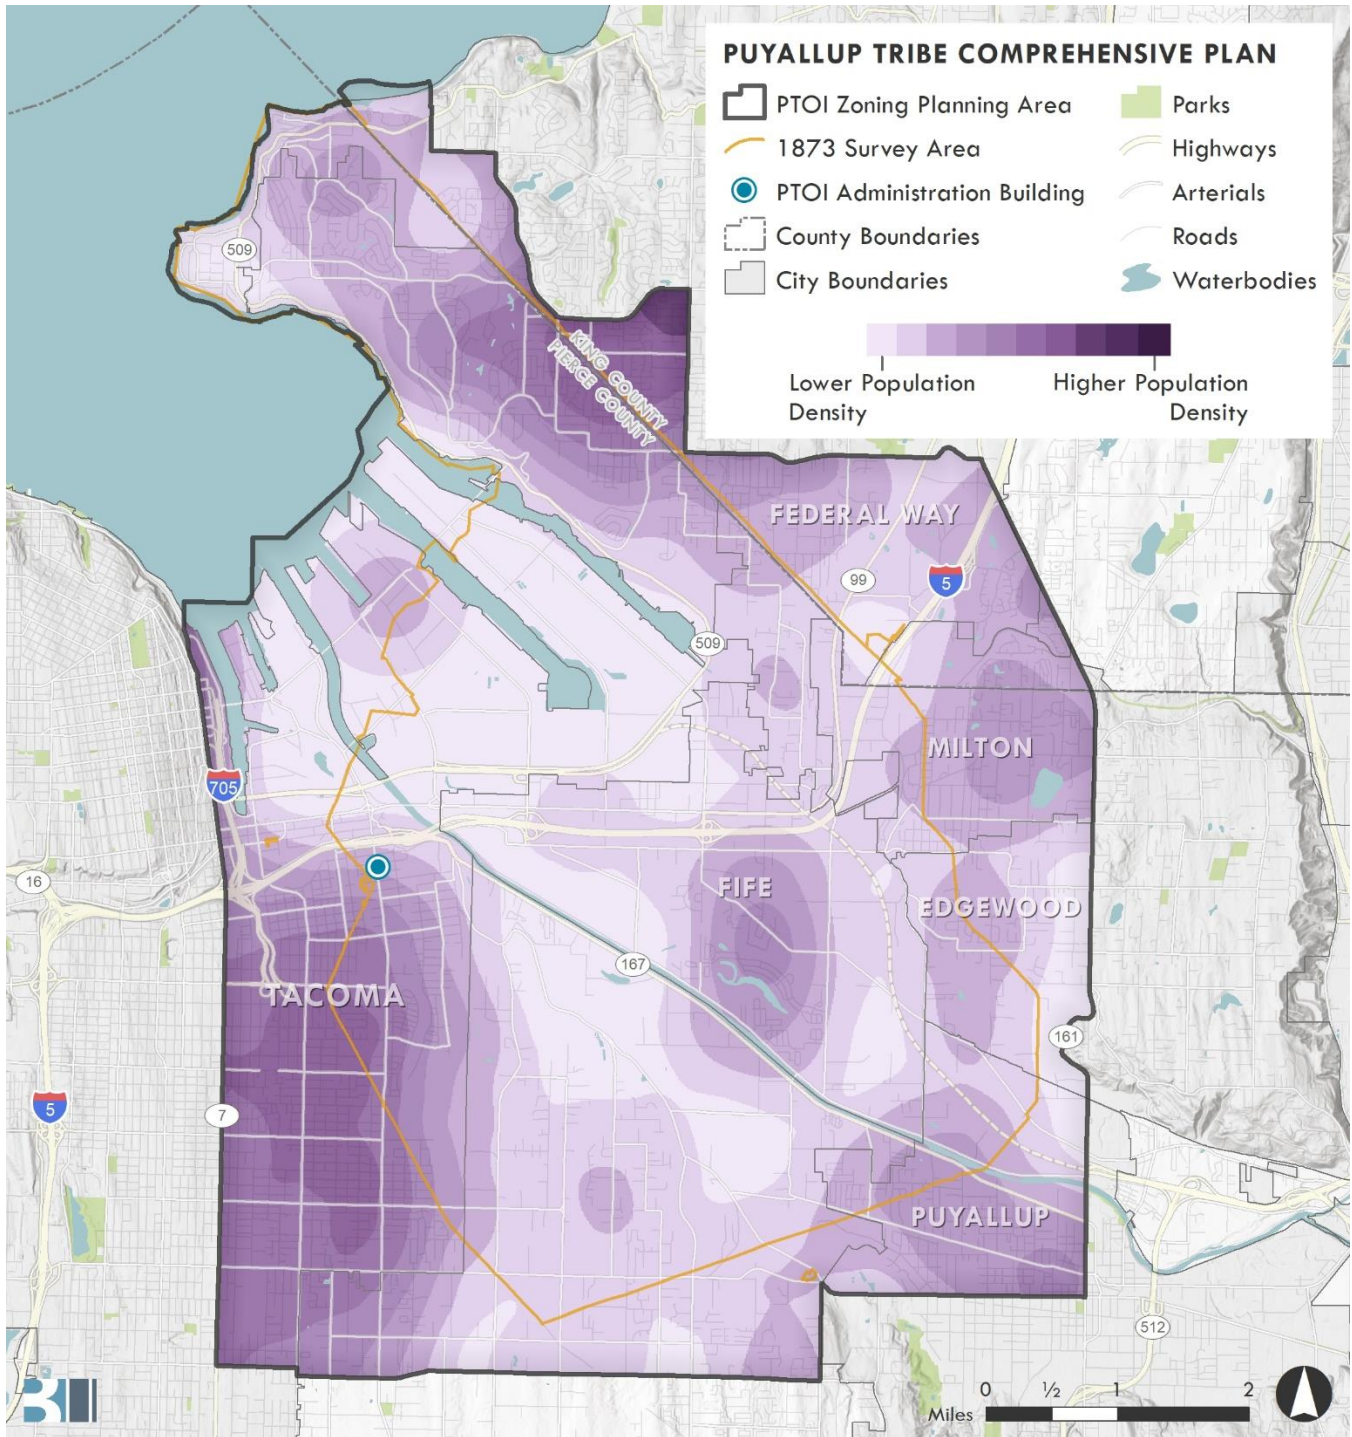 PUYALLUP TRIBE COMPREHENSIVE PLAN
PTOI Zoning Planning Area
1873 Survey Area
PTOI Administration Building
County Boundaries
City Boundaries
Parks
Highways
Arterials
Roads
Waterbodies
Lower Population
Density
Higher Population
Density
509
KING COUNTY
PIERCE COUNTY
FEDERAL WAY
99
5
509
MILTON
705
16
FIFE
EDGEWOOD
167
TACOMA
161
5
7
PUYALLUP
512
0 ½ 1 2
Miles